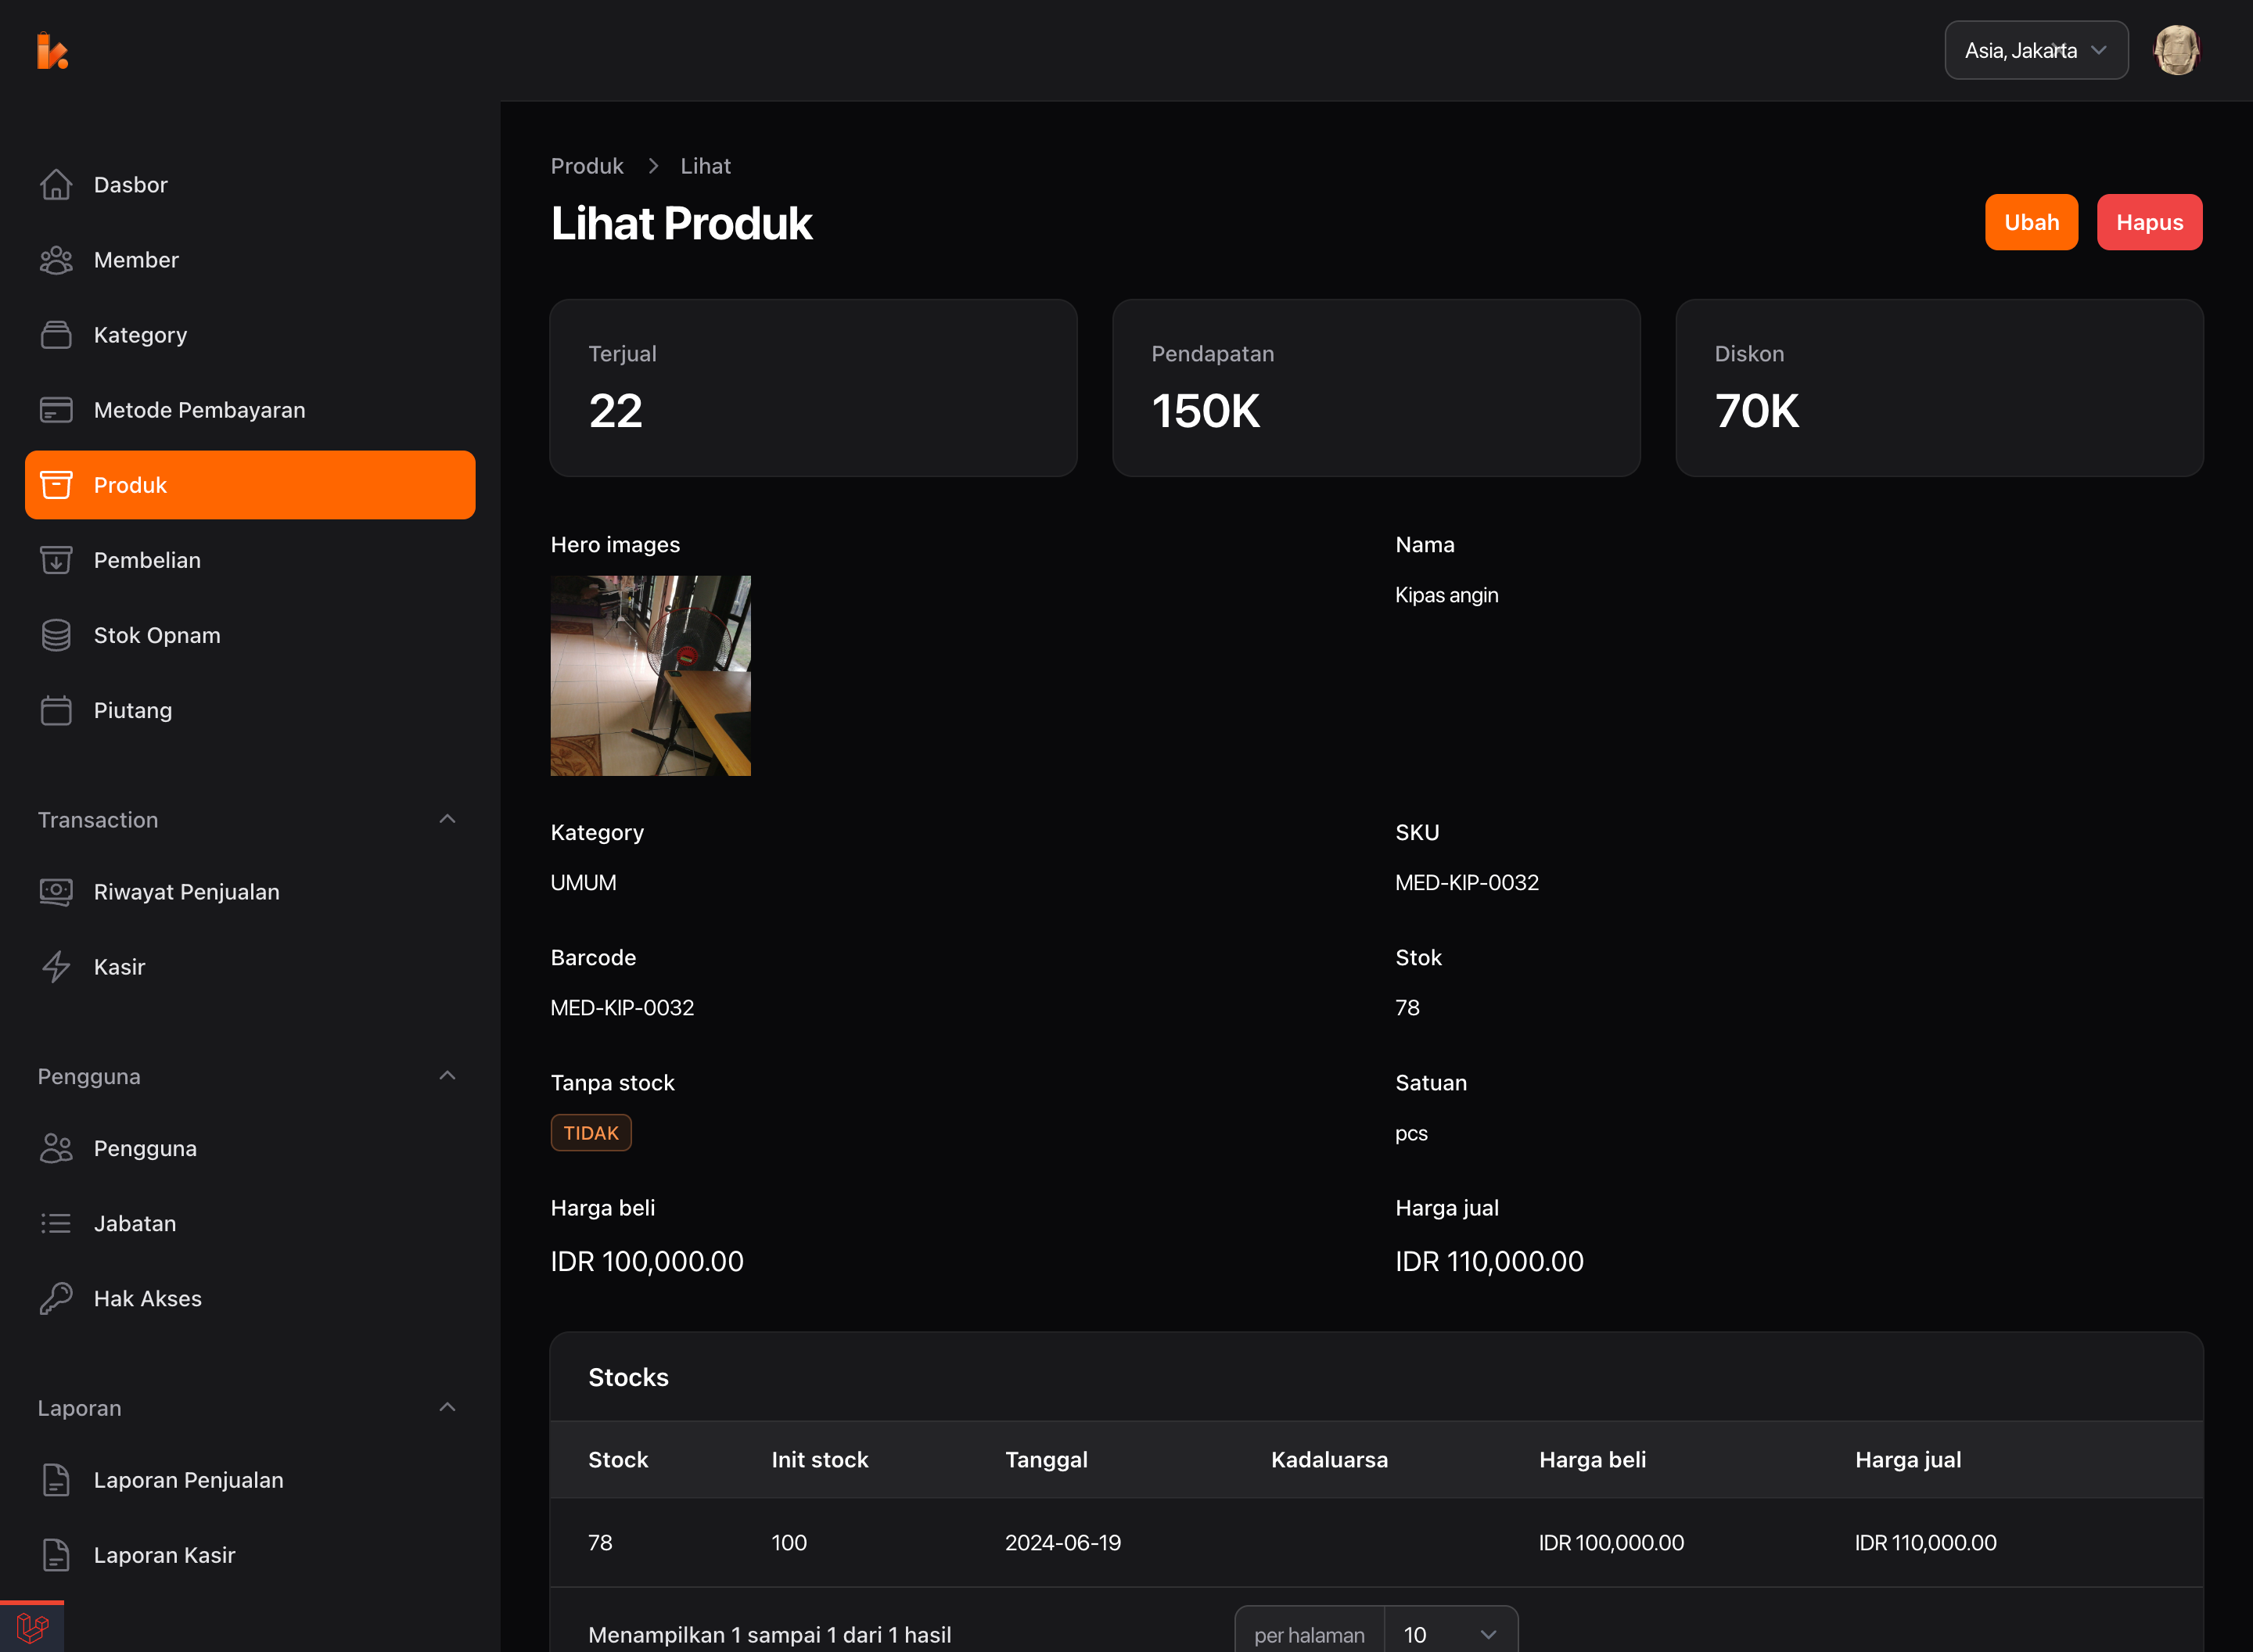 Asia, Jakarta
Dasbor
Member
Kategory
Metode Pembayaran
Produk
Pembelian
Stok Opnam
Piutang
Transaction
Riwayat Penjualan
Kasir
Pengguna
Pengguna
Jabatan
Hak Akses
Laporan
Laporan Penjualan
Laporan Kasir
Produk > Lihat
Lihat Produk
Ubah Hapus
Terjual Pendapatan Diskon
22 150K 70K
Hero images Nama
Kipas angin
Kategory SKU
UMUM MED-KIP-0032
Barcode Stok
MED-KIP-0032 78
Tanpa stock Satuan
TIDAK pcs
Harga beli Harga jual
IDR 100,000.00 IDR 110,000.00
Stocks
Stock Init stock Tanggal Kadaluarsa Harga beli Harga jual
78 100 2024-06-19 IDR 100,000.00 IDR 110,000.00
Menampilkan 1 sampai 1 dari 1 hasil per halaman 10